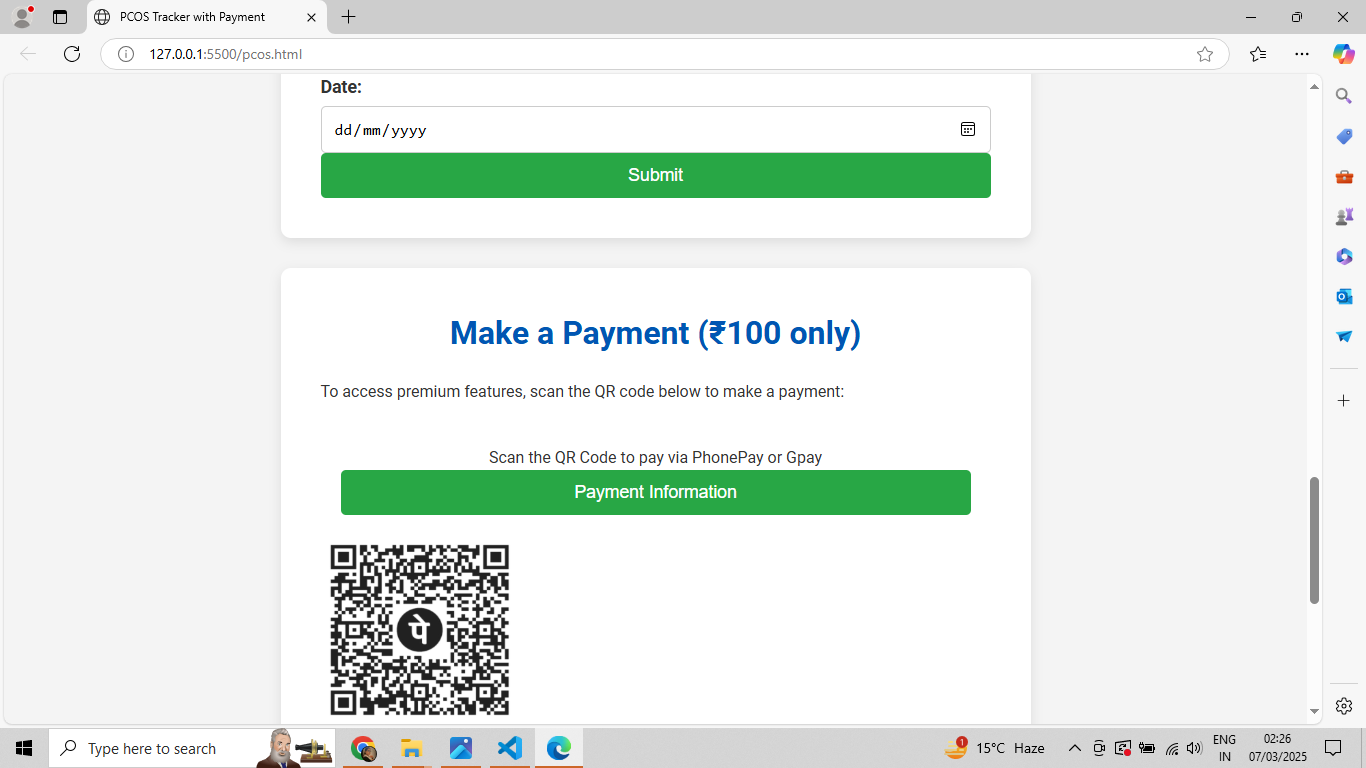 PCOS Tracker with Payment
127.0.0.1:5500/pcos.html
Date:
dd/mm/yyyy
Submit
Make a Payment (₹100 only)
To access premium features, scan the QR code below to make a payment:
Scan the QR Code to pay via PhonePay or Gpay
Payment Information
पे
Type here to search
1
15°C Haze
ENG
IN
02:26
07/03/2025